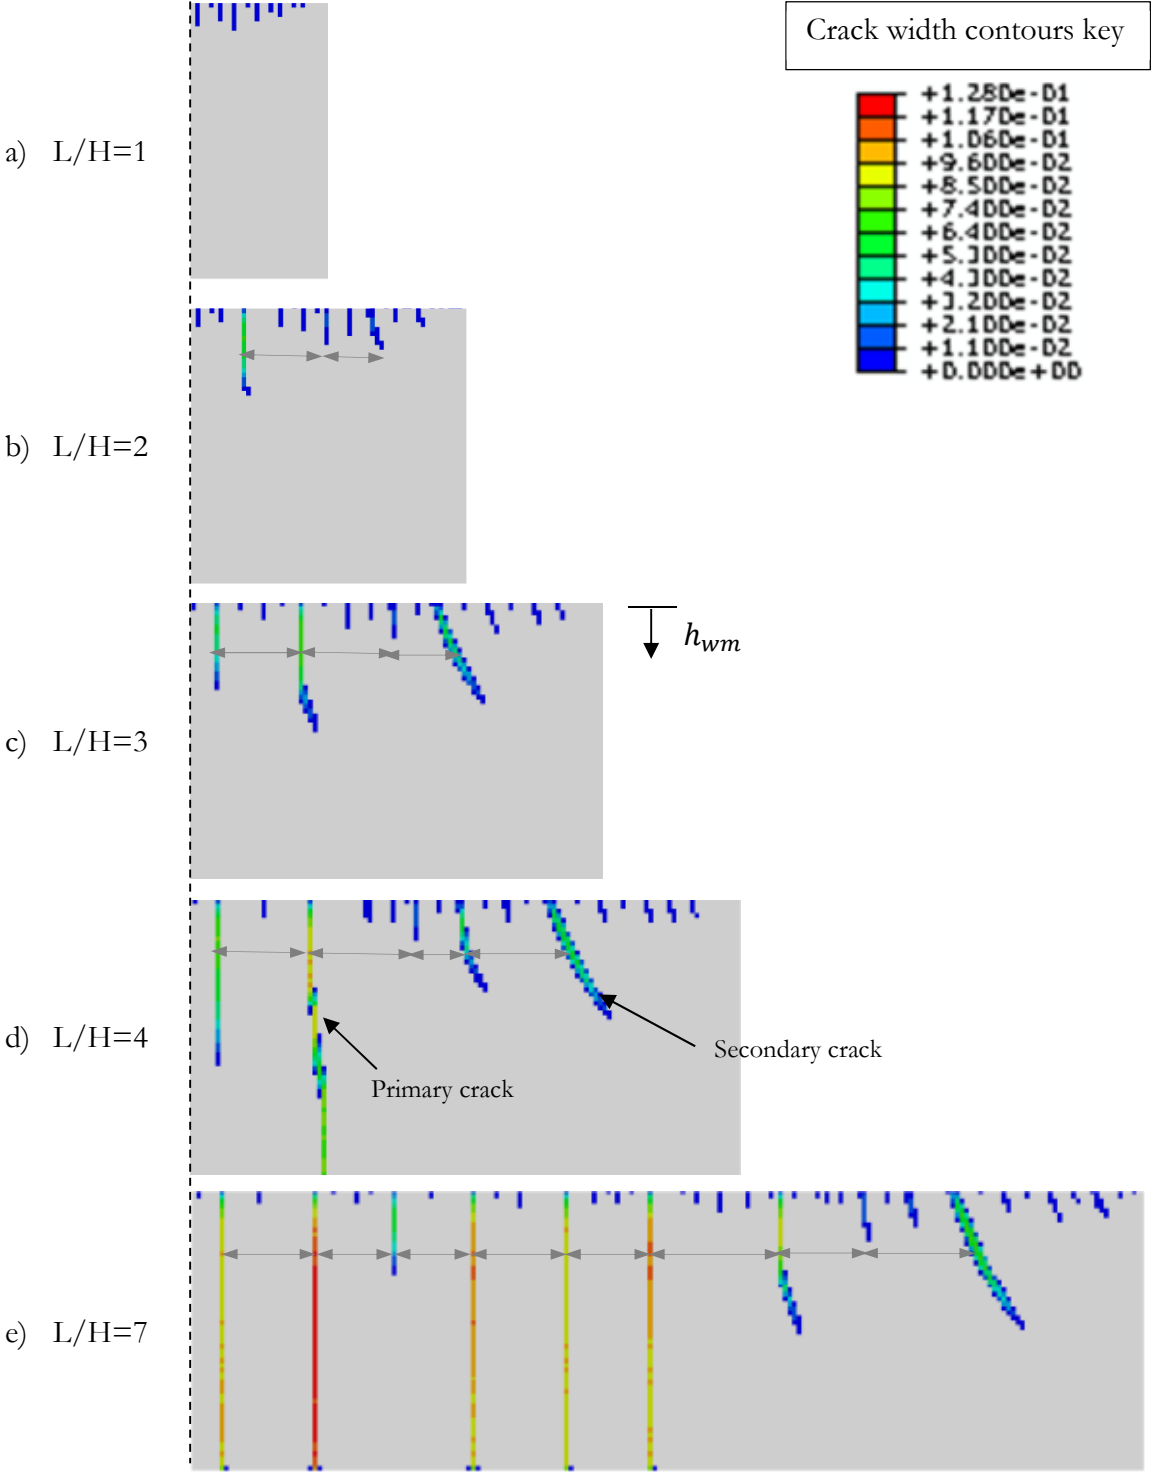 Crack width contours key
+1.280e-01
+1.170e-01
+1.060e-01
+9.600e-02
+8.500e-02
+7.400e-02
+6.400e-02
+5.300e-02
+4.300e-02
+3.200e-02
+2.100e-02
+1.100e-02
+0.000e+00
a) L/H=1
b) L/H=2
h_wm
c) L/H=3
d) L/H=4
Secondary crack
Primary crack
e) L/H=7